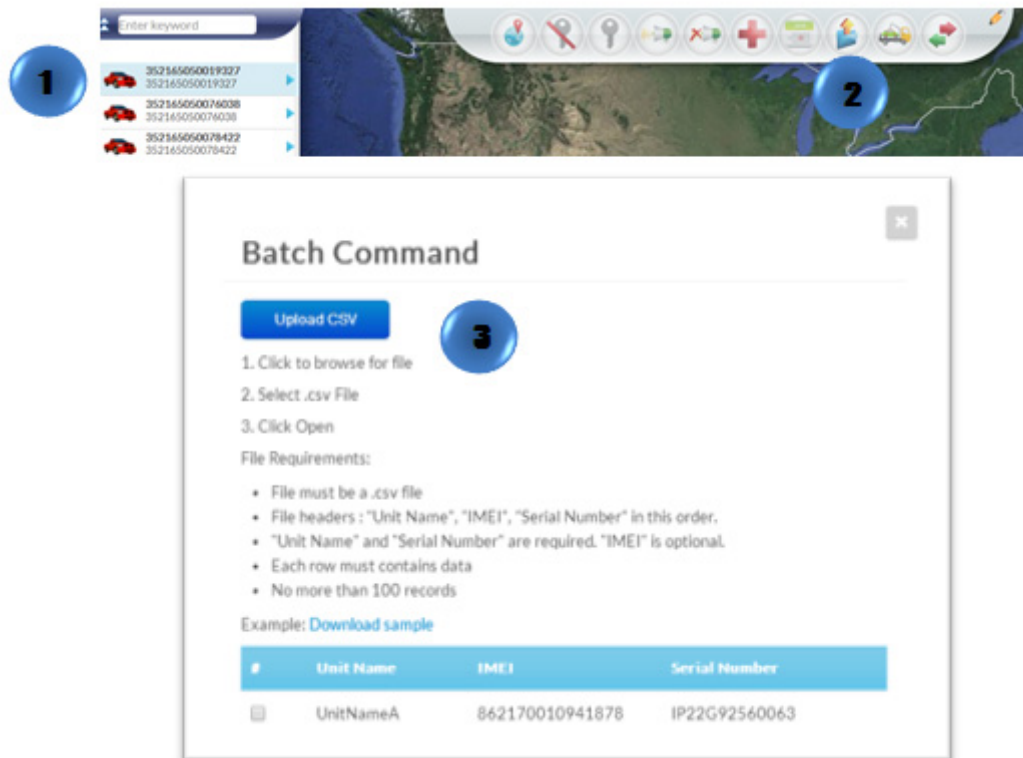 Enter keyword
1
352165050019327
352165050019327
352165050076038
352165050076038
352165050078422
352165050078422
2
Batch Command
Upload CSV
3
1. Click to browse for file
2. Select .csv File
3. Click Open
File Requirements:
• File must be a .csv file
• File headers : "Unit Name", "IMEI", "Serial Number" in this order.
• "Unit Name" and "Serial Number" are required. "IMEI" is optional.
• Each row must contains data
• No more than 100 records
Example: Download sample
# Unit Name IMEI Serial Number
UnitNameA 862170010941878 IP22G92560063